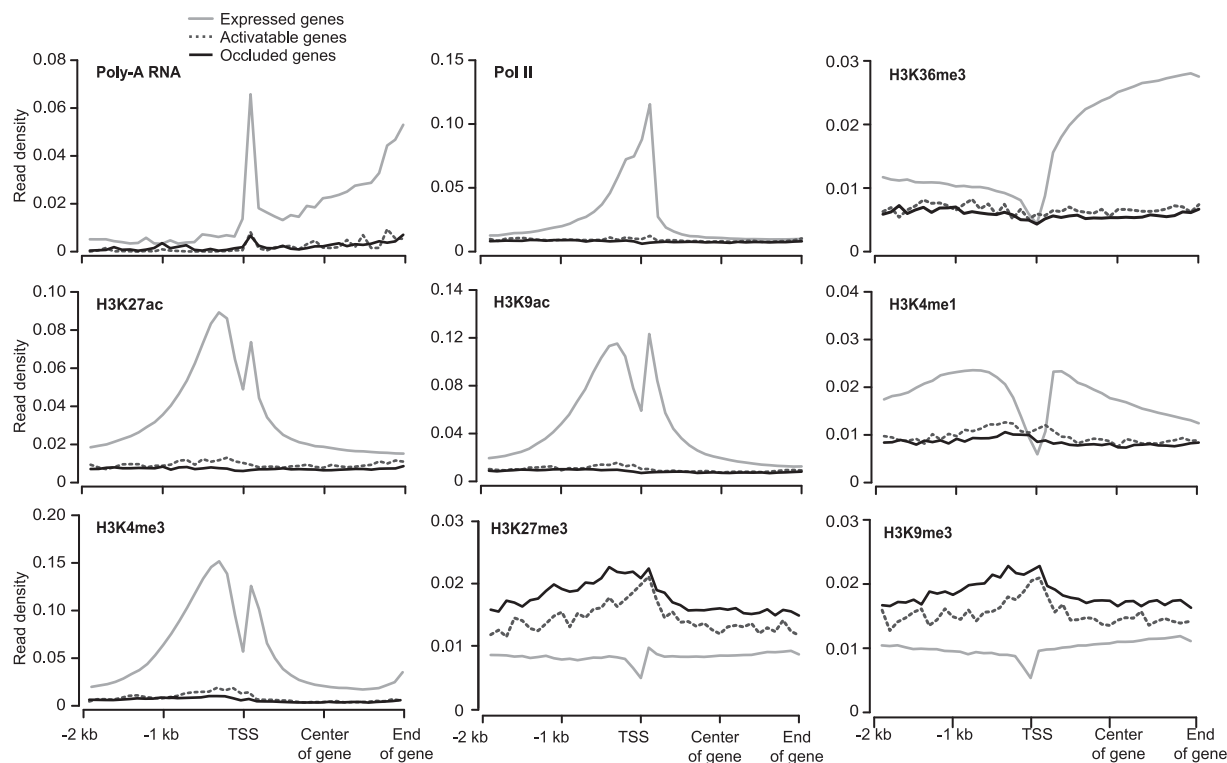 Expressed genes
Activatable genes
Occluded genes
Poly-A RNA
Read density
0.08
0.06
0.04
0.02
0
Pol II
0.15
0.10
0.05
0
H3K36me3
0.03
0.02
0.01
0
H3K27ac
Read density
0.10
0.08
0.06
0.04
0.02
0
H3K9ac
0.14
0.12
0.08
0.04
0
H3K4me1
0.04
0.03
0.02
0.01
0
H3K4me3
Read density
0.20
0.15
0.10
0.05
0
-2 kb -1 kb TSS Center of gene End of gene
H3K27me3
0.03
0.02
0.01
0
-2 kb -1 kb TSS Center of gene End of gene
H3K9me3
0.03
0.02
0.01
0
-2 kb -1 kb TSS Center of gene End of gene